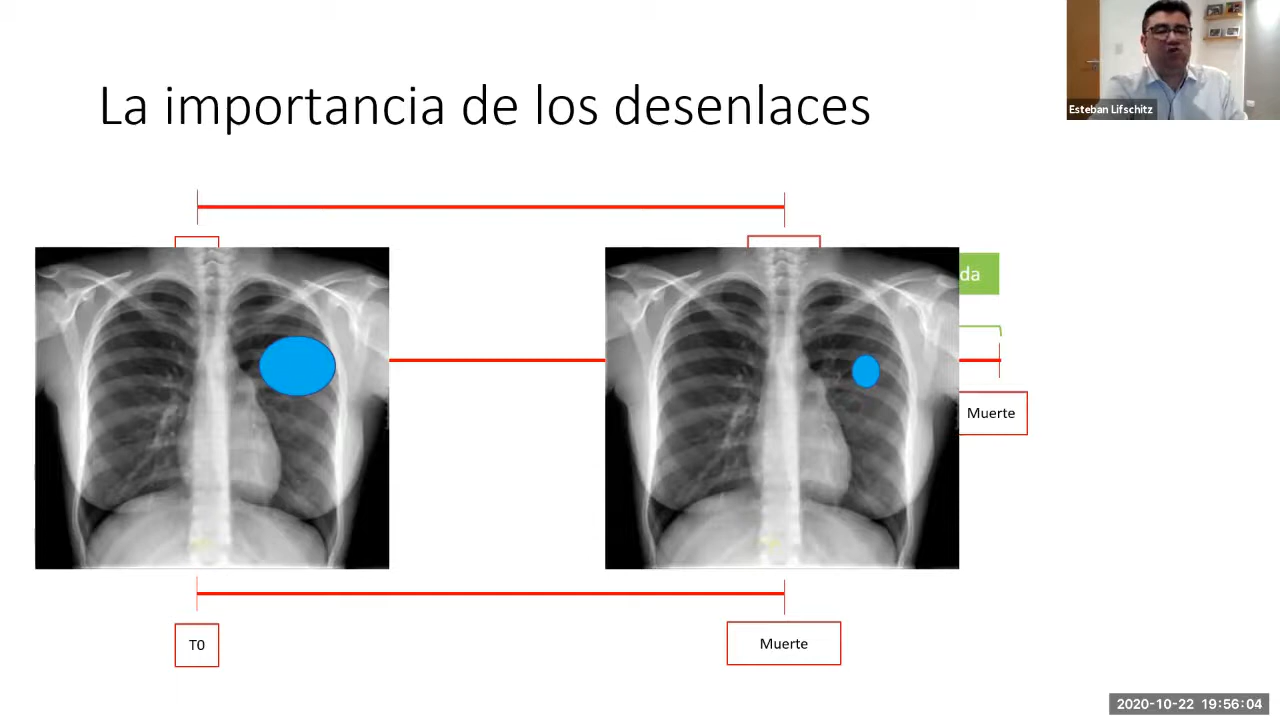 La importancia de los desenlaces
Esteban Lifschitz
da
Muerte
T0
Muerte
2020-10-22 19:56:04